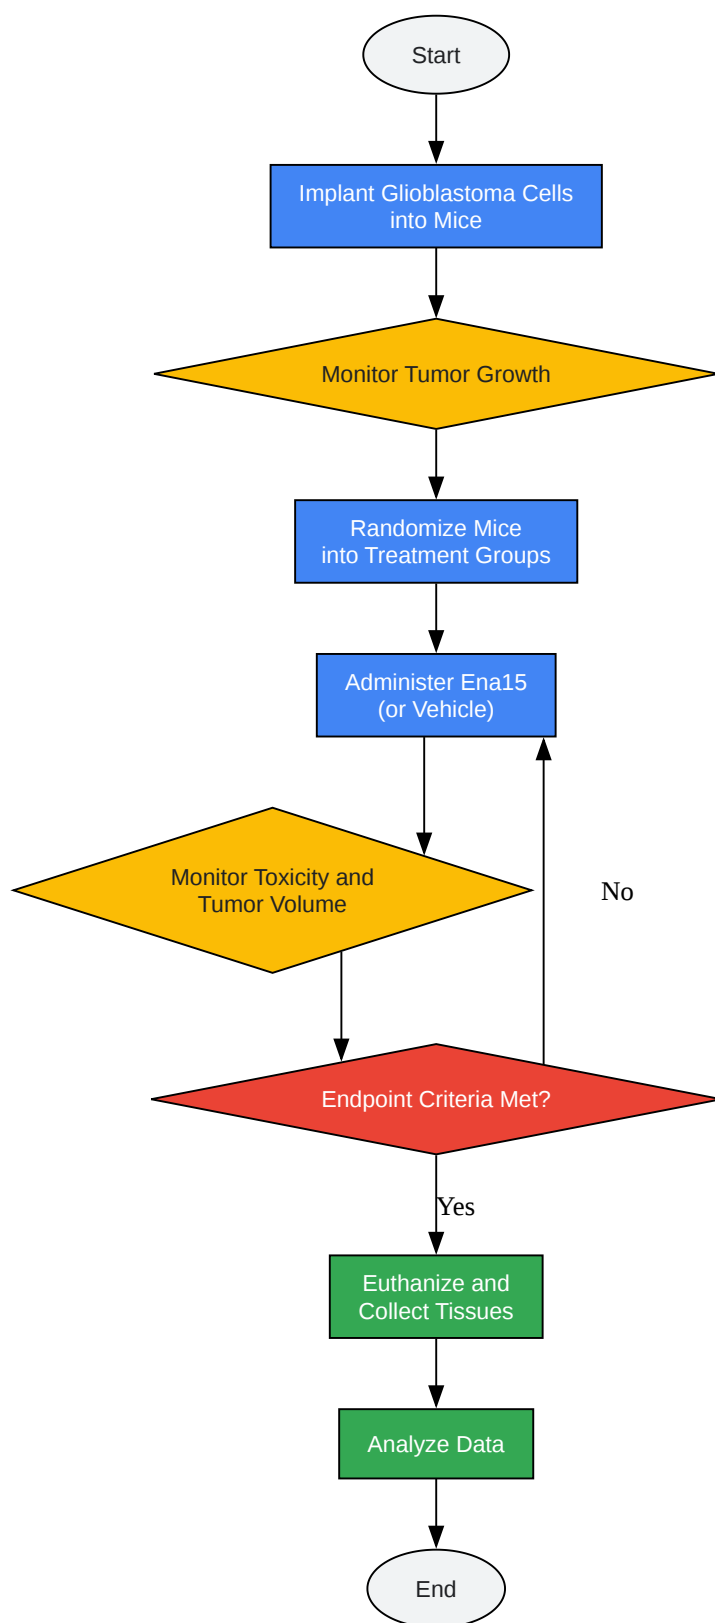 Start
Implant Glioblastoma Cells
into Mice
Monitor Tumor Growth
Randomize Mice
into Treatment Groups
Administer Ena15
(or Vehicle)
Monitor Toxicity and
Tumor Volume
No
Endpoint Criteria Met?
Yes
Euthanize and
Collect Tissues
Analyze Data
End